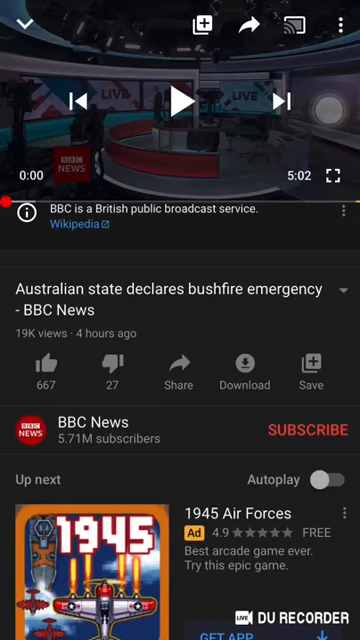 LIVE
LIVE
BBC
NEWS
0:00
5:02
BBC is a British public broadcast service.
Wikipedia
Australian state declares bushfire emergency
- BBC News
19K views · 4 hours ago
667
27
Share
Download
Save
BBC
NEWS
BBC News
5.71M subscribers
SUBSCRIBE
Up next
Autoplay
1945
1945 Air Forces
Ad 4.9 FREE
Best arcade game ever.
Try this epic game.
GET APP
LIVE DU RECORDER